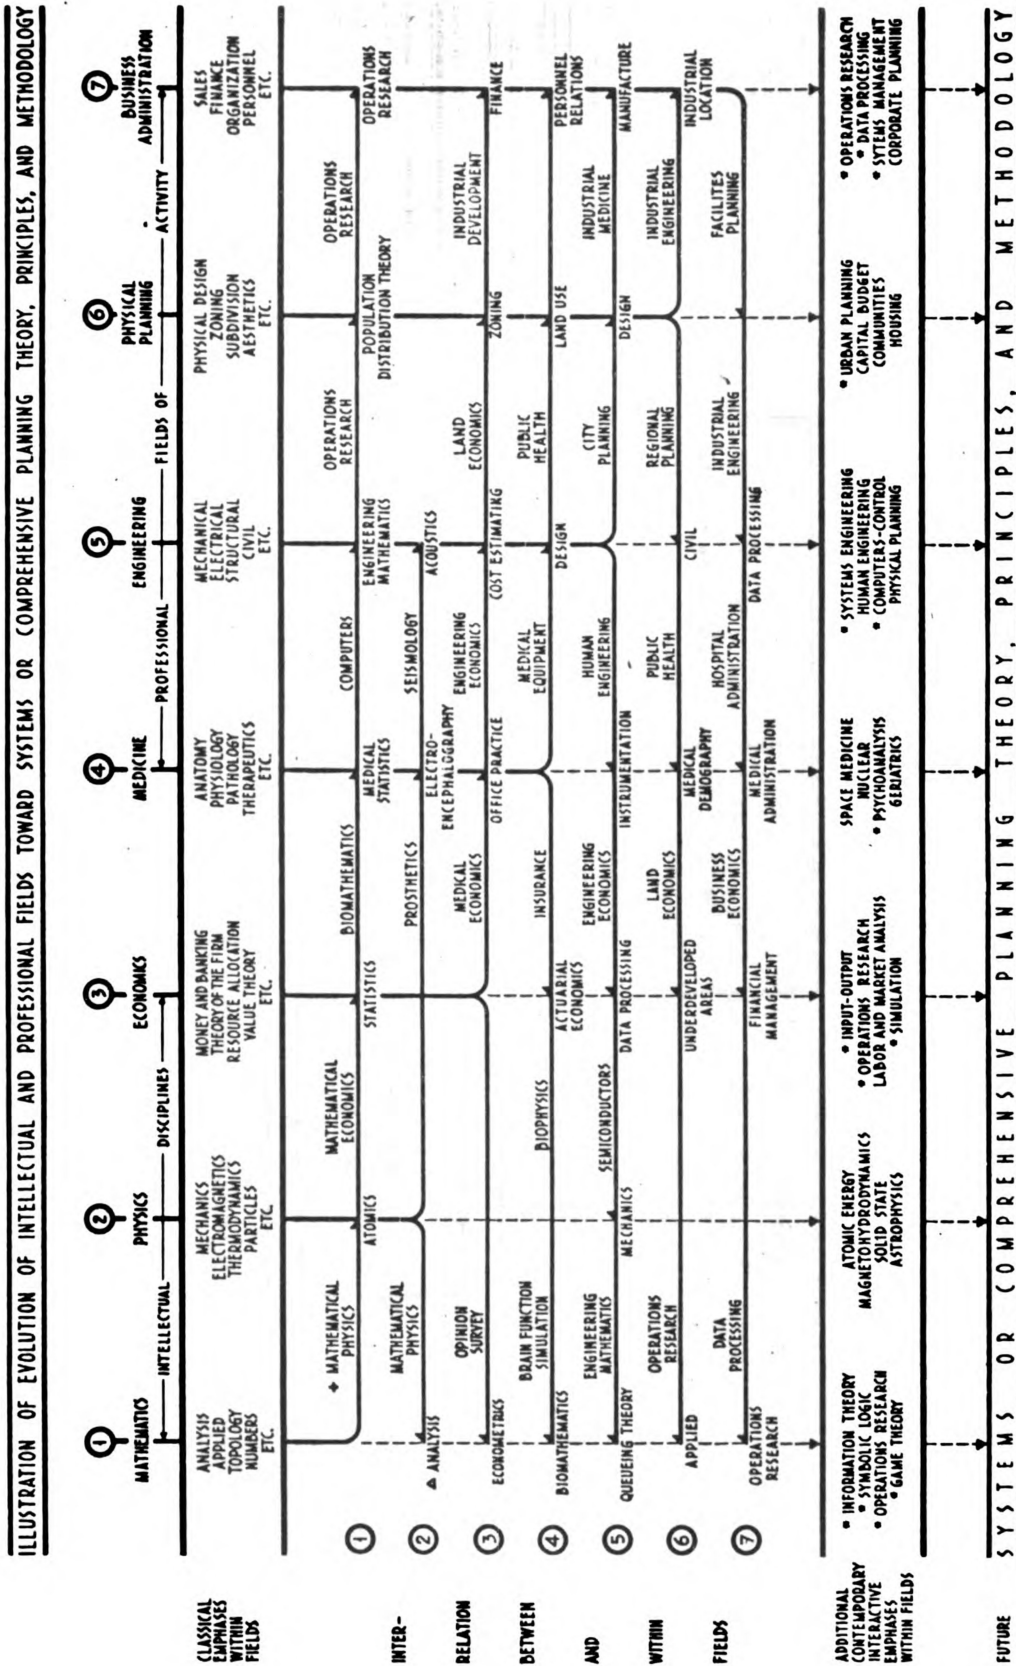 ILLUSTRATION OF EVOLUTION OF INTELLECTUAL AND PROFESSIONAL FIELDS TOWARD SYSTEMS OR COMPREHENSIVE PLANNING THEORY, PRINCIPLES, AND METHODOLOGY
1 2 3 4 5 6 7
MATHEMATICS
PHYSICS
ECONOMICS
MEDICINE
ENGINEERING
PHYSICAL
PLANNING
BUSINESS
ADMINISTRATION
INTELLECTUAL DISCIPLINES
PROFESSIONAL FIELDS OF ACTIVITY
CLASSICAL
EMPHASES
WITHIN
FIELDS
ANALYSIS
APPLIED
TOPOLOGY
NUMBERS
ETC.
MECHANICS
ELECTROMAGNETICS
THERMODYNAMICS
PARTICLES
ETC.
MONEY AND BANKING
THEORY OF THE FIRM
RESOURCE ALLOCATION
VALUE THEORY
ETC.
ANATOMY
PHYSIOLOGY
PATHOLOGY
THERAPEUTICS
ETC.
MECHANICAL
ELECTRICAL
STRUCTURAL
CIVIL
ETC.
PHYSICAL DESIGN
ZONING
SUBDIVISION
AESTHETICS
ETC.
SALES
FINANCE
ORGANIZATION
PERSONNEL
ETC.
INTER-
RELATION
BETWEEN
AND
WITHIN
FIELDS
1
+ MATHEMATICAL
PHYSICS
ATOMICS
MATHEMATICAL
ECONOMICS
STATISTICS
BIOMATHEMATICS
MEDICAL
STATISTICS
COMPUTERS
ENGINEERING
MATHEMATICS
OPERATIONS
RESEARCH
POPULATION
DISTRIBUTION THEORY
OPERATIONS
RESEARCH
OPERATIONS
RESEARCH
2
Δ ANALYSIS
MATHEMATICAL
PHYSICS
PROSTHETICS
ELECTRO-
ENCEPHALOGRAPHY
SEISMOLOGY
ACOUSTICS
3
ECONOMETRICS
OPINION
SURVEY
MEDICAL
ECONOMICS
OFFICE PRACTICE
ENGINEERING
ECONOMICS
COST ESTIMATING
LAND
ECONOMICS
ZONING
INDUSTRIAL
DEVELOPMENT
FINANCE
4
BIOMATHEMATICS
BRAIN FUNCTION
SIMULATION
BIOPHYSICS
ACTUARIAL
ECONOMICS
INSURANCE
MEDICAL
EQUIPMENT
DESIGN
PUBLIC
HEALTH
LAND USE
PERSONNEL
RELATIONS
5
QUEUEING THEORY
ENGINEERING
MATHEMATICS
MECHANICS
SEMICONDUCTORS
DATA PROCESSING
ENGINEERING
ECONOMICS
INSTRUMENTATION
HUMAN
ENGINEERING
CITY
PLANNING
DESIGN
INDUSTRIAL
MEDICINE
MANUFACTURE
6
APPLIED
OPERATIONS
RESEARCH
UNDERDEVELOPED
AREAS
LAND
ECONOMICS
MEDICAL
DEMOGRAPHY
PUBLIC
HEALTH
CIVIL
REGIONAL
PLANNING
INDUSTRIAL
ENGINEERING
INDUSTRIAL
LOCATION
7
OPERATIONS
RESEARCH
DATA
PROCESSING
FINANCIAL
MANAGEMENT
BUSINESS
ECONOMICS
MEDICAL
ADMINISTRATION
HOSPITAL
ADMINISTRATION
DATA PROCESSING
INDUSTRIAL
ENGINEERING
FACILITES
PLANNING
ADDITIONAL
CONTEMPORARY
INTERACTIVE
EMPHASES
WITHIN FIELDS
* INFORMATION THEORY
* SYMBOLIC LOGIC
* OPERATIONS RESEARCH
* GAME THEORY
ATOMIC ENERGY
MAGNETOHYDRODYNAMICS
SOLID STATE
ASTROPHYSICS
* INPUT-OUTPUT
* OPERATIONS RESEARCH
LABOR AND MARKET ANALYSIS
* SIMULATION
SPACE MEDICINE
NUCLEAR
* PSYCHOANALYSIS
GERIATRICS
* SYSTEMS ENGINEERING
HUMAN ENGINEERING
* COMPUTERS-CONTROL
PHYSICAL PLANNING
* URBAN PLANNING
CAPITAL BUDGET
COMMUNITIES
HOUSING
* OPERATIONS RESEARCH
* DATA PROCESSING
* SYTEMS MANAGEMENT
CORPORATE PLANNING
FUTURE
SYSTEMS OR COMPREHENSIVE PLANNING THEORY, PRINCIPLES, AND METHODOLOGY